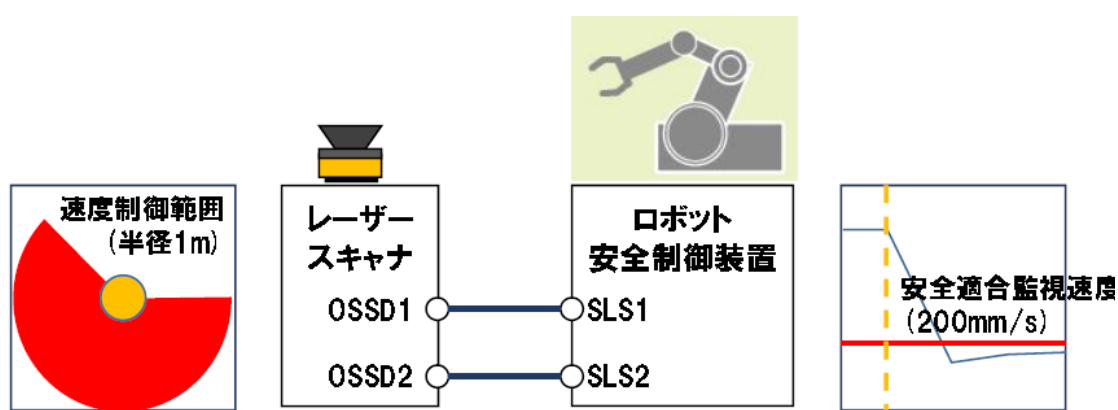 速度制御範囲
(半径1m)
レーザー
スキャナ
OSSD1
OSSD2
ロボット
安全制御装置
SLS1
SLS2
安全適合監視速度
(200mm/s)